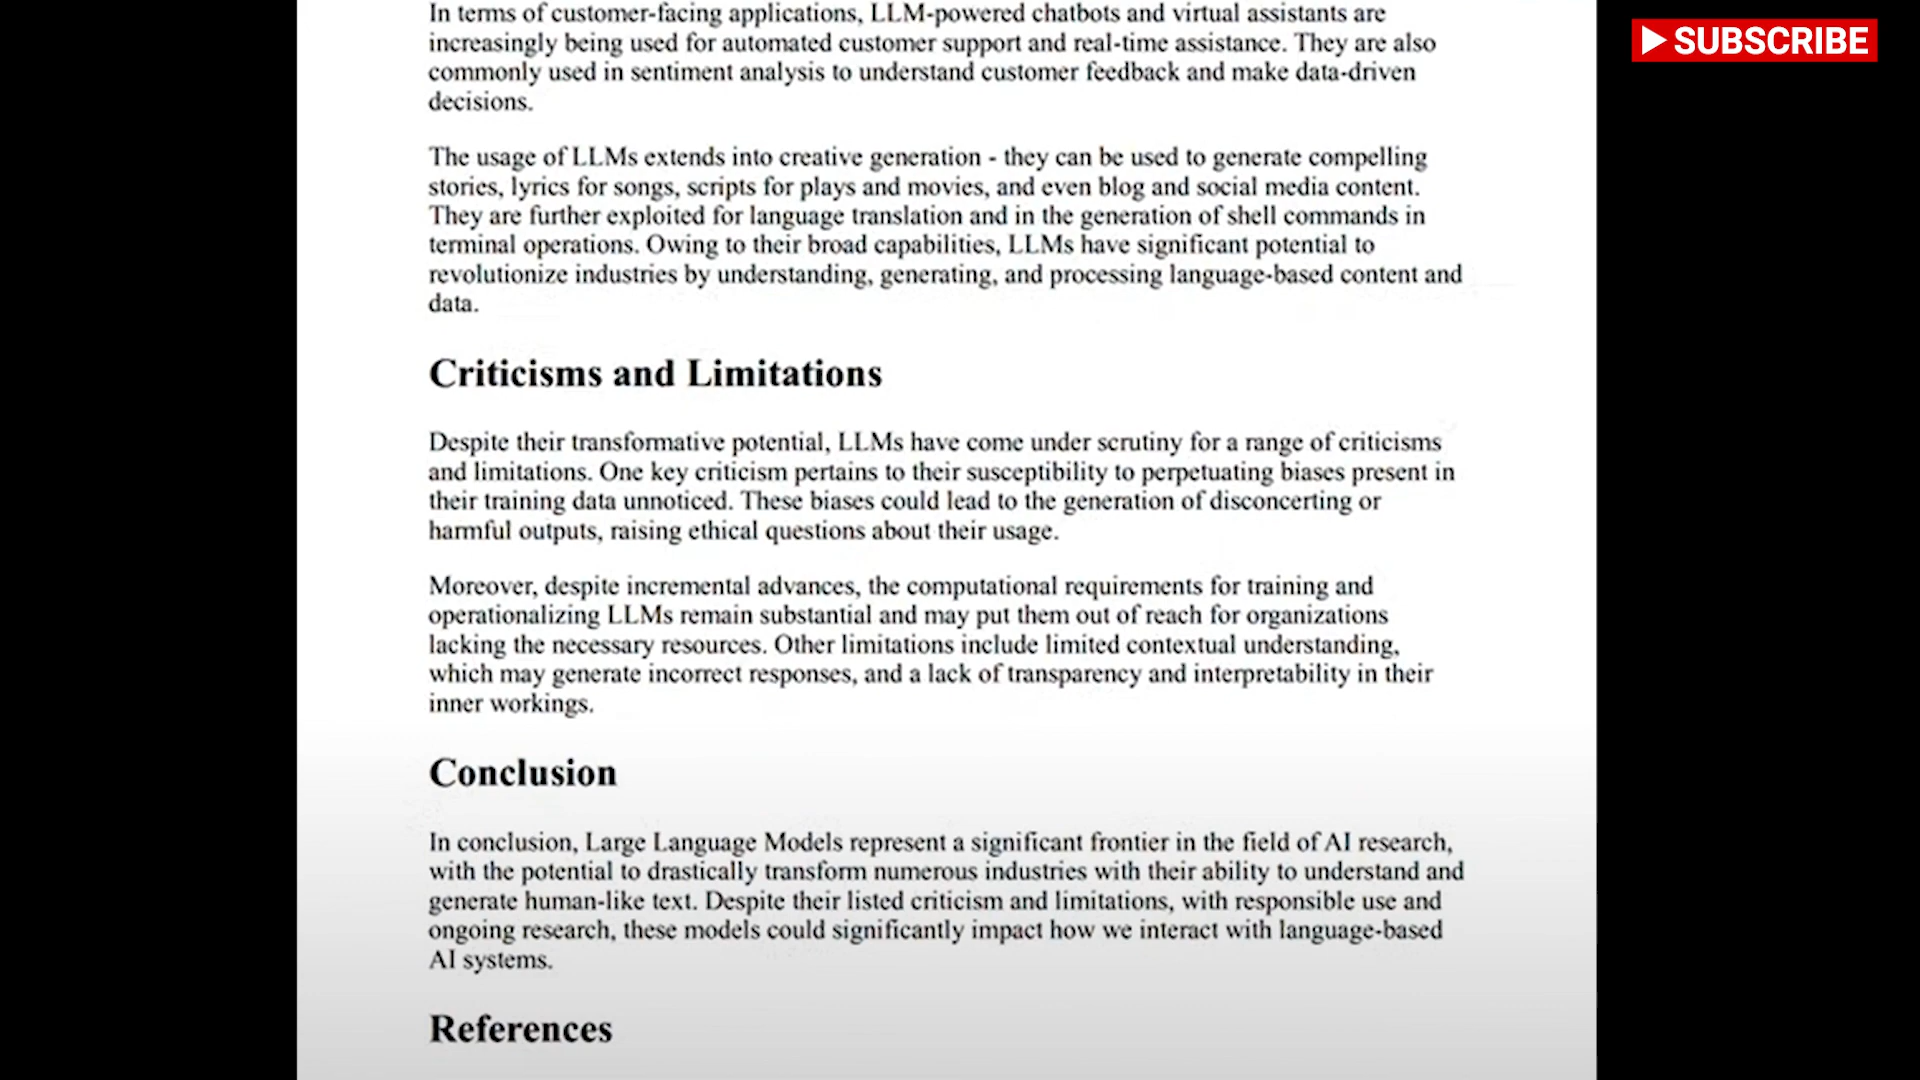 In terms of customer-facing applications, LLM-powered chatbots and virtual assistants are
increasingly being used for automated customer support and real-time assistance. They are also
commonly used in sentiment analysis to understand customer feedback and make data-driven
decisions.
The usage of LLMs extends into creative generation - they can be used to generate compelling
stories, lyrics for songs, scripts for plays and movies, and even blog and social media content.
They are further exploited for language translation and in the generation of shell commands in
terminal operations. Owing to their broad capabilities, LLMs have significant potential to
revolutionize industries by understanding, generating, and processing language-based content and
data.
Criticisms and Limitations
Despite their transformative potential, LLMs have come under scrutiny for a range of criticisms
and limitations. One key criticism pertains to their susceptibility to perpetuating biases present in
their training data unnoticed. These biases could lead to the generation of disconcerting or
harmful outputs, raising ethical questions about their usage.
Moreover, despite incremental advances, the computational requirements for training and
operationalizing LLMs remain substantial and may put them out of reach for organizations
lacking the necessary resources. Other limitations include limited contextual understanding,
which may generate incorrect responses, and a lack of transparency and interpretability in their
inner workings.
Conclusion
In conclusion, Large Language Models represent a significant frontier in the field of AI research,
with the potential to drastically transform numerous industries with their ability to understand and
generate human-like text. Despite their listed criticism and limitations, with responsible use and
ongoing research, these models could significantly impact how we interact with language-based
AI systems.
References
SUBSCRIBE